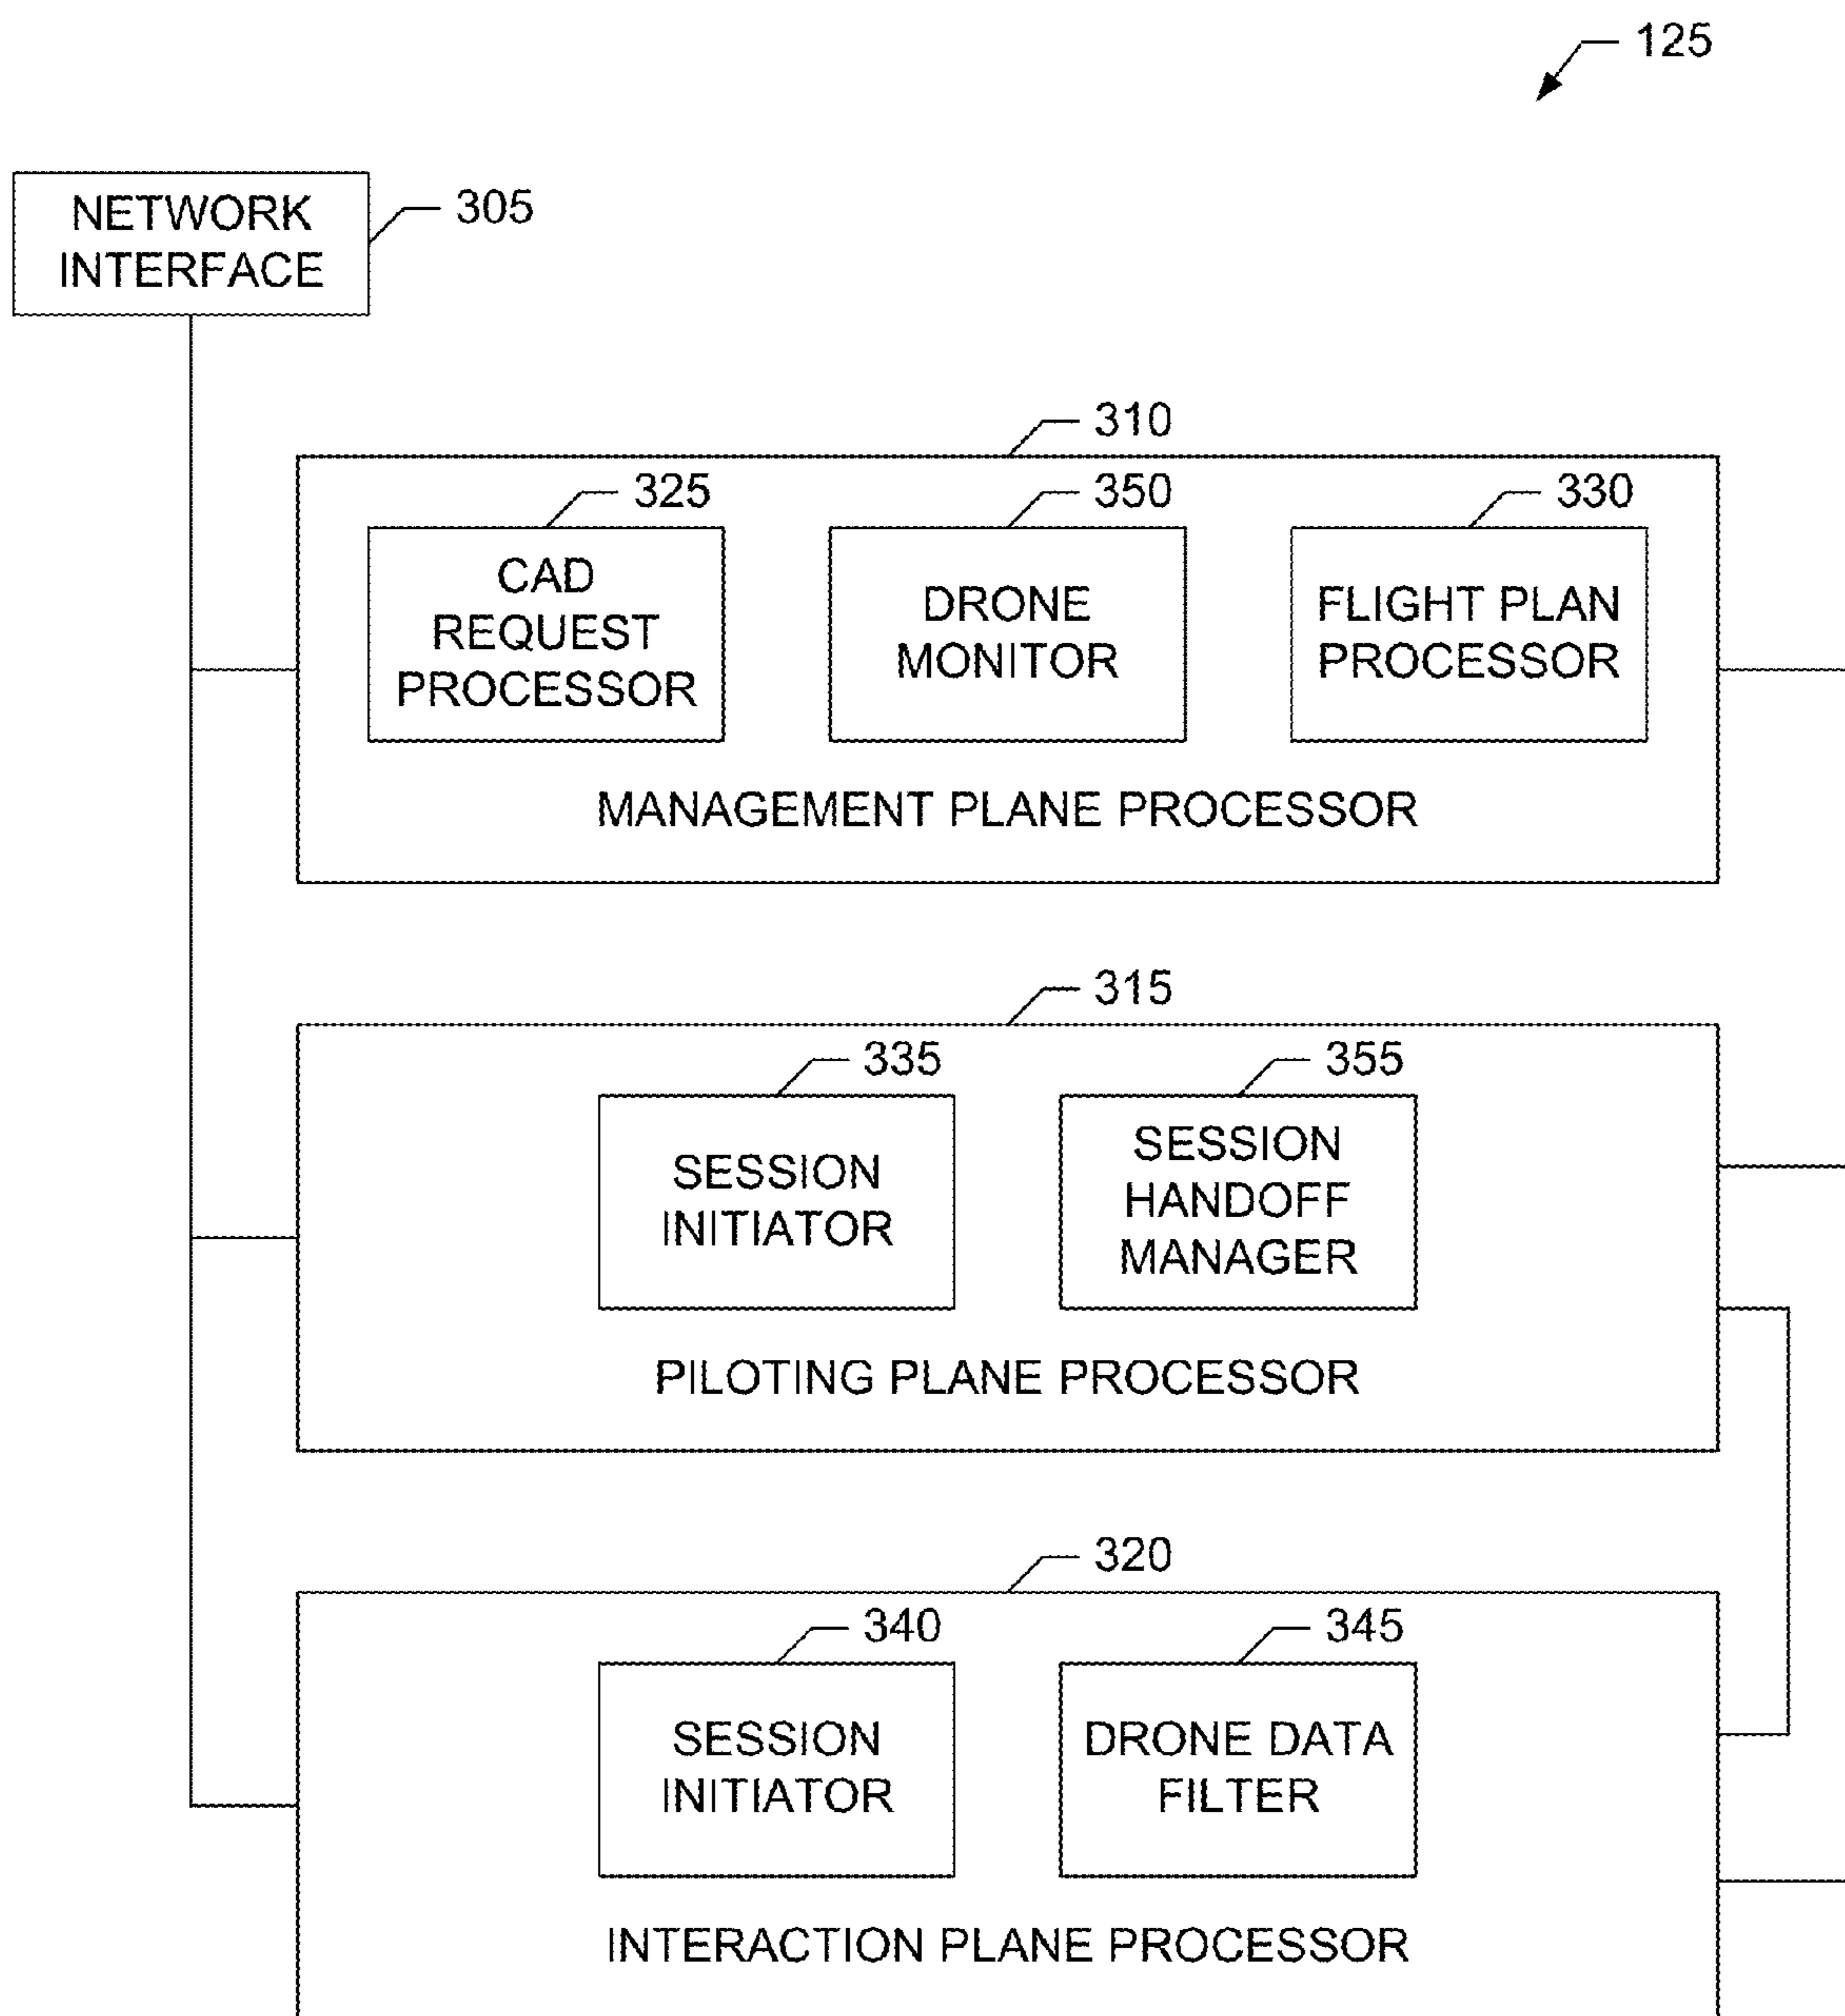 125
NETWORK
INTERFACE
305
310
325
350
330
CAD
REQUEST
PROCESSOR
DRONE
MONITOR
FLIGHT PLAN
PROCESSOR
MANAGEMENT PLANE PROCESSOR
315
335
355
SESSION
INITIATOR
SESSION
HANDOFF
MANAGER
PILOTING PLANE PROCESSOR
320
340
345
SESSION
INITIATOR
DRONE DATA
FILTER
INTERACTION PLANE PROCESSOR